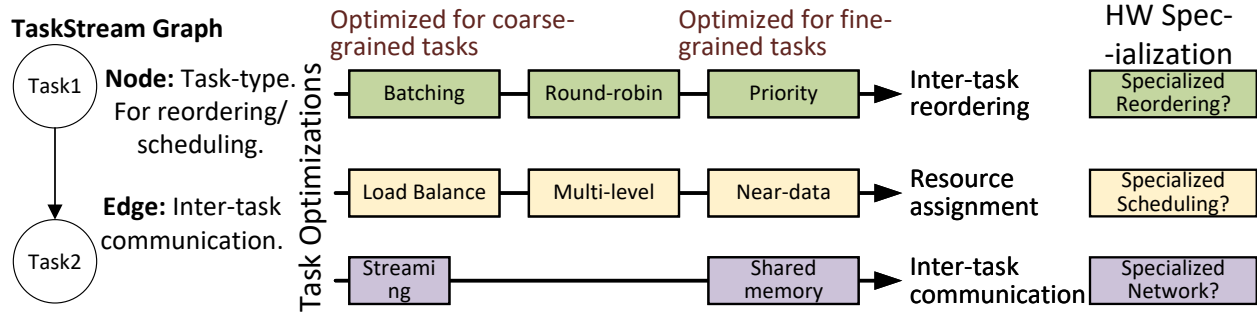 TaskStream Graph
Task1
Node: Task-type.
For reordering/
scheduling.
Edge: Inter-task
communication.
Task2
Task Optimizations
Optimized for coarse-
grained tasks
Optimized for fine-
grained tasks
HW Spec-
-ialization
Batching
Round-robin
Priority
Inter-task
reordering
Specialized
Reordering?
Load Balance
Multi-level
Near-data
Resource
assignment
Specialized
Scheduling?
Streami
ng
Shared
memory
Inter-task
communication
Specialized
Network?